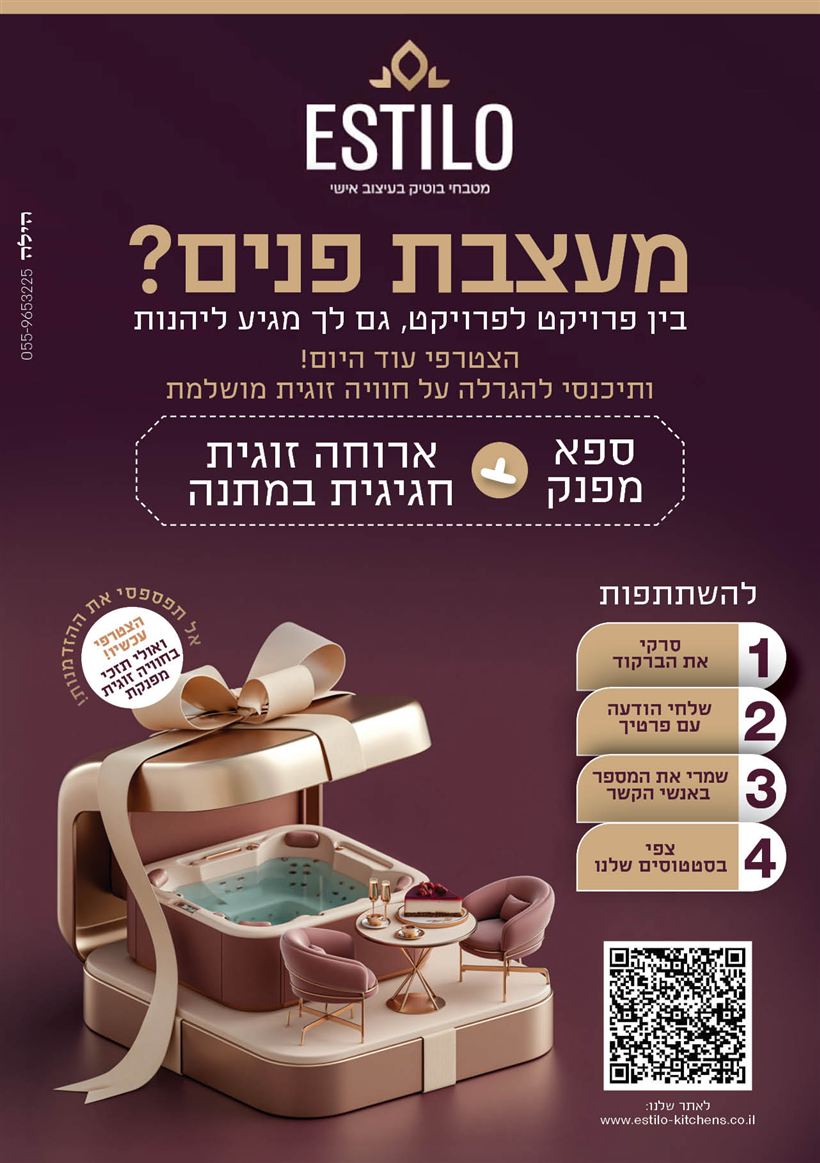 ESTILO
מטבחי בוטיק בעיצוב אישי
הילה 055-9653225
מעצבת פנים?
בין פרויקט לפרויקט, גם לך מגיע ליהנות
הצטרפי עוד היום!
ותיכנסי להגרלה על חוויה זוגית מושלמת
ספא
מפנק
+
ארוחה זוגית
חגיגית במתנה
אל תפספסי את ההזדמנות!
הצטרפי
עכשיו!
ואולי תזכי
בחוויה זוגית
מפנקת
להשתתפות
1
סרקי
את הברקוד
2
שלחי הודעה
עם פרטיך
3
שמרי את המספר
באנשי הקשר
4
צפי
בסטטוסים שלנו
לאתר שלנו:
www.estilo-kitchens.co.il